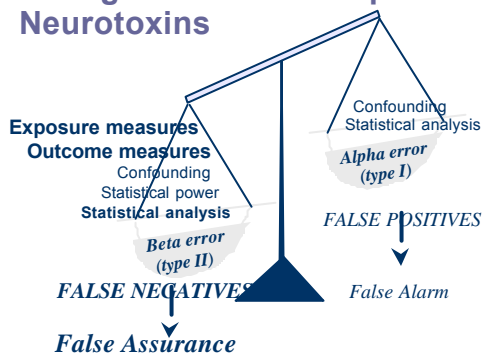 Neurotoxins
Exposure measures
Outcome measures
Confounding
Statistical power
Statistical analysis
Beta error
(type II)
FALSE NEGATIVES
False Assurance
Confounding
Statistical analysis
Alpha error
(type I)
FALSE POSITIVES
False Alarm